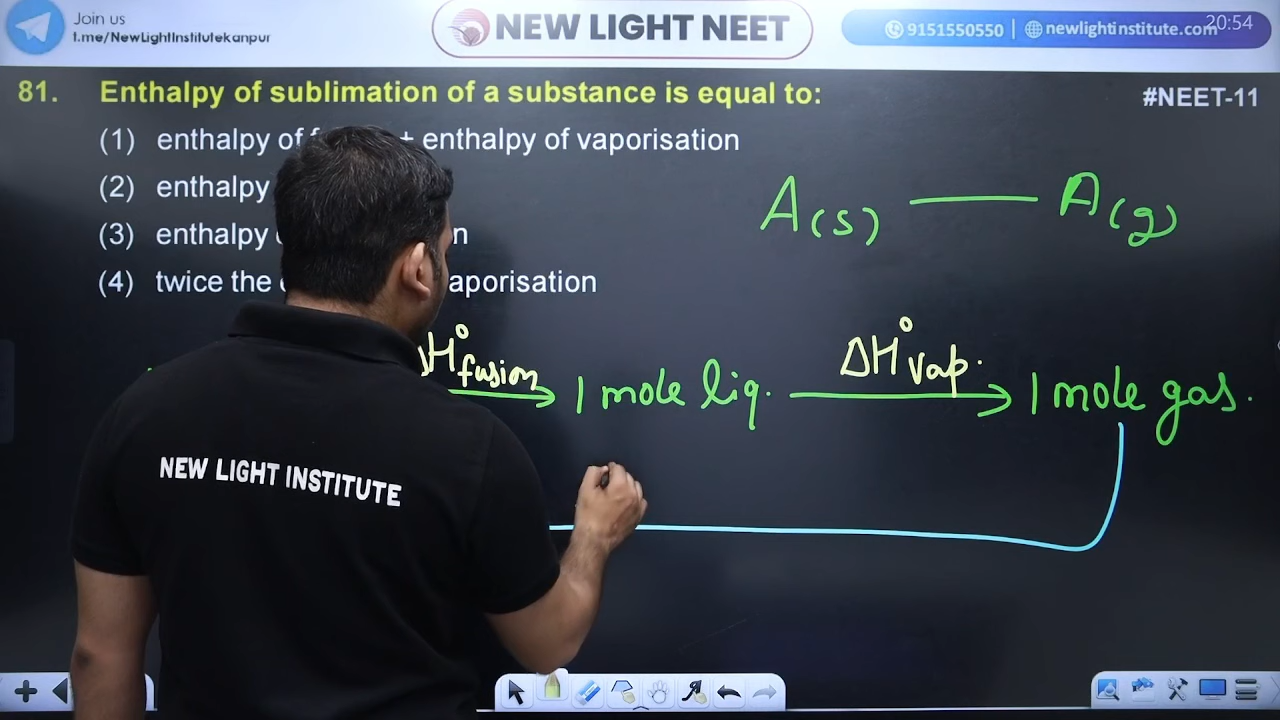 Join us
t.me/NewLightInstitutekanpur
NEW LIGHT NEET
9151550550 | newlightinstitute.com
20:54
81. Enthalpy of sublimation of a substance is equal to:
#NEET-11
(1) enthalpy of + enthalpy of vaporisation
(2) enthalpy
(3) enthalpy
(4) twice the aporisation
A(s) — A(g)
H°fusion
ΔH°vap.
1 mole liq.
1 mole gas.
NEW LIGHT INSTITUTE